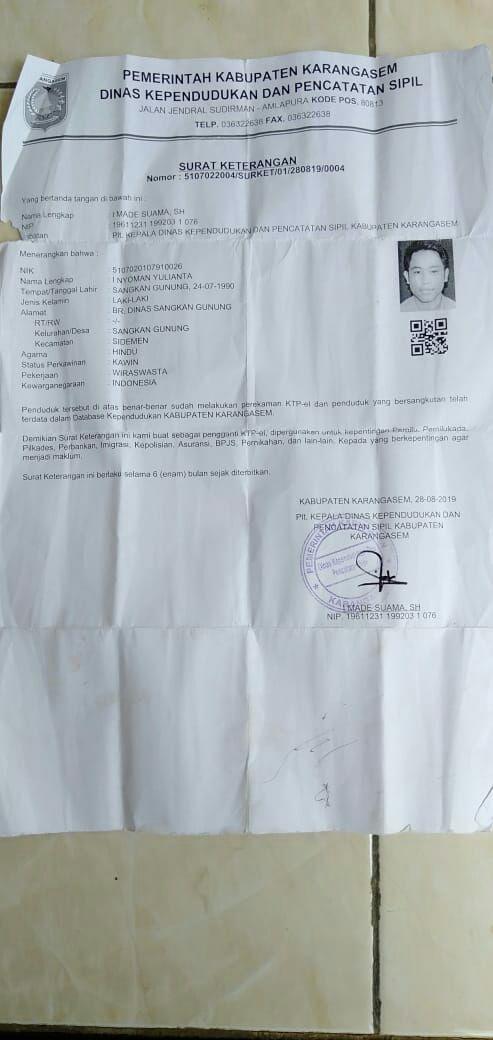 KARANGASEM
PEMERINTAH KABUPATEN KARANGASEM
DINAS KEPENDUDUKAN DAN PENCATATAN SIPIL
JALAN JENDRAL SUDIRMAN - AMLAPURA KODE POS. 80813
TELP. 036322638 FAX. 036322638
SURAT KETERANGAN
Nomor : 5107022004/SURKET/01/280819/0004
Yang bertanda tangan di bawah ini :
Nama Lengkap : I MADE SUAMA, SH
NIP : 19611231 199203 1 076
: Plt. KEPALA DINAS KEPENDUDUKAN DAN PENCATATAN SIPIL KABUPATEN KARANGASEM
Menerangkan bahwa :
NIK : 5107020107910026
Nama Lengkap : I NYOMAN YULIANTA
Tempat/Tanggal Lahir : SANGKAN GUNUNG, 24-07-1990
Jenis Kelamin : LAKI-LAKI
Alamat : BR. DINAS SANGKAN GUNUNG
RT/RW : -/-
Kelurahan/Desa : SANGKAN GUNUNG
Kecamatan : SIDEMEN
Agama : HINDU
Status Perkawinan : KAWIN
Pekerjaan : WIRASWASTA
Kewarganegaraan : INDONESIA
Penduduk tersebut di atas benar-benar sudah melakukan perekaman KTP-el dan penduduk yang bersangkutan telah
terdata dalam Database Kependudukan KABUPATEN KARANGASEM.
Demikian Surat Keterangan ini kami buat sebagai pengganti KTP-el, dipergunakan untuk kepentingan Pemilu, Pemilukada,
Pilkades, Perbankan, Imigrasi, Kepolisian, Asuransi, BPJS, Pernikahan, dan lain-lain. Kepada yang berkepentingan agar
menjadi maklum.
Surat Keterangan ini berlaku selama 6 (enam) bulan sejak diterbitkan.
KABUPATEN KARANGASEM, 28-08-2019
Plt. KEPALA DINAS KEPENDUDUKAN DAN
PENCATATAN SIPIL KABUPATEN
KARANGASEM
I MADE SUAMA, SH
NIP. 19611231 199203 1 076